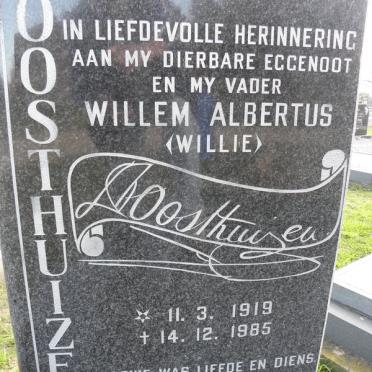 OOSTHUIZE
IN LIEFDEVOLLE HERINNERING
AAN MY DIERBARE EGGENOOT
EN MY VADER
WILLEM ALBERTUS
(WILLIE)
Oosthuizen
☆ 11. 3. 1919
† 14. 12. 1985
WAS LIEFDE EN DIENS